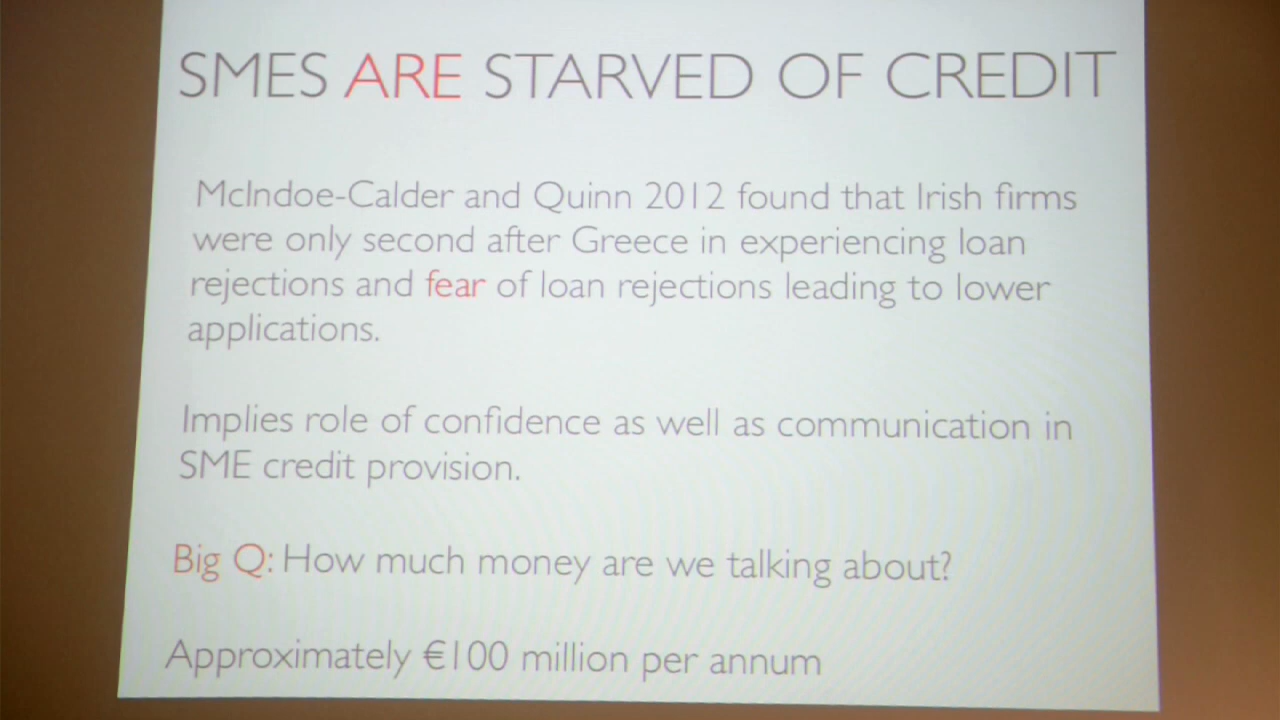 SMES ARE STARVED OF CREDIT
McIndoe-Calder and Quinn 2012 found that Irish firms
were only second after Greece in experiencing loan
rejections and fear of loan rejections leading to lower
applications.
Implies role of confidence as well as communication in
SME credit provision.
Big Q: How much money are we talking about?
Approximately €100 million per annum